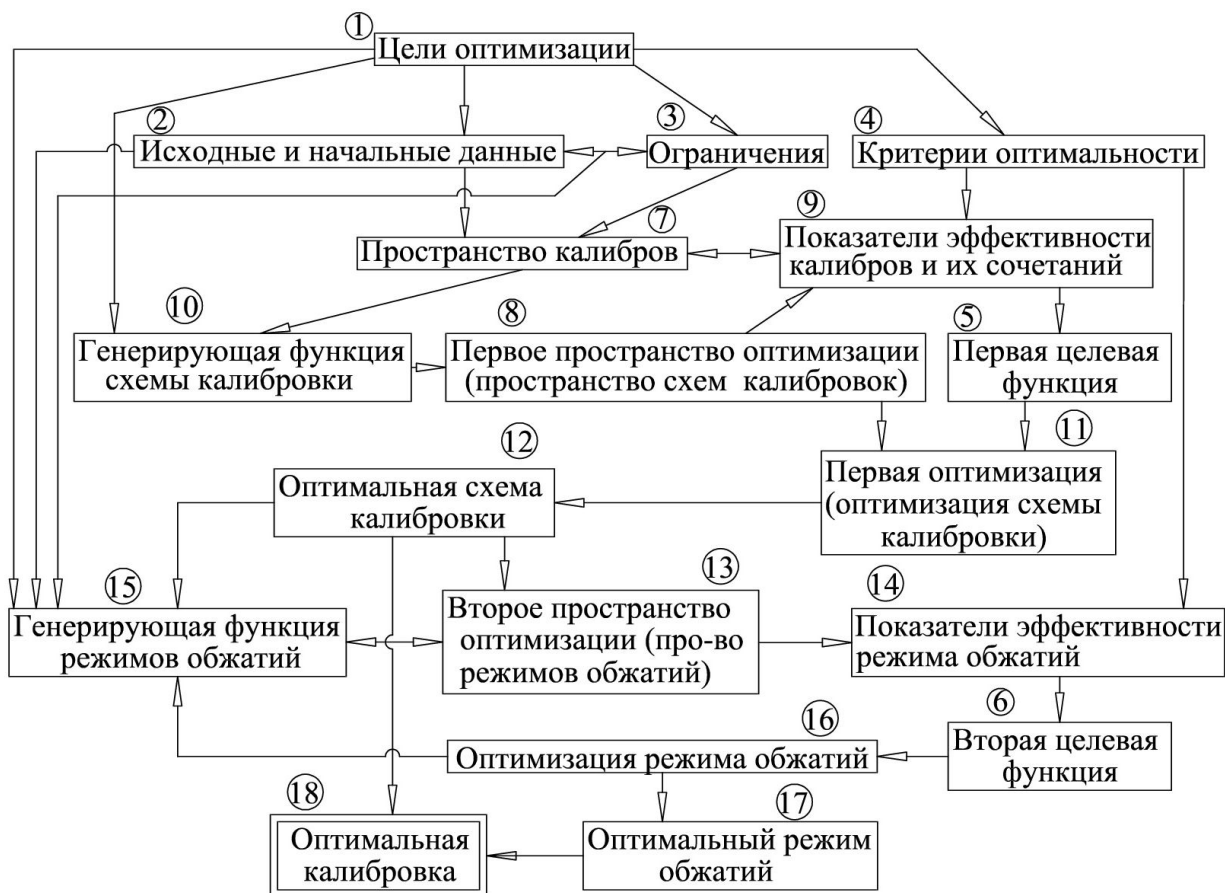 ①
Цели оптимизации
②
Исходные и начальные данные
③
Ограничения
④
Критерии оптимальности
⑦
Пространство калибров
⑨
Показатели эффективности
калибров и их сочетаний
⑩
Генерирующая функция
схемы калибровки
⑧
Первое пространство оптимизации
(пространство схем калибровок)
⑤
Первая целевая
функция
⑫
Оптимальная схема
калибровки
⑪
Первая оптимизация
(оптимизация схемы
калибровки)
⑮
Генерирующая функция
режимов обжатий
⑬
Второе пространство
оптимизации (про-во
режимов обжатий)
⑭
Показатели эффективности
режима обжатий
⑯
Оптимизация режима обжатий
⑥
Вторая целевая
функция
⑱
Оптимальная
калибровка
⑰
Оптимальный режим
обжатий